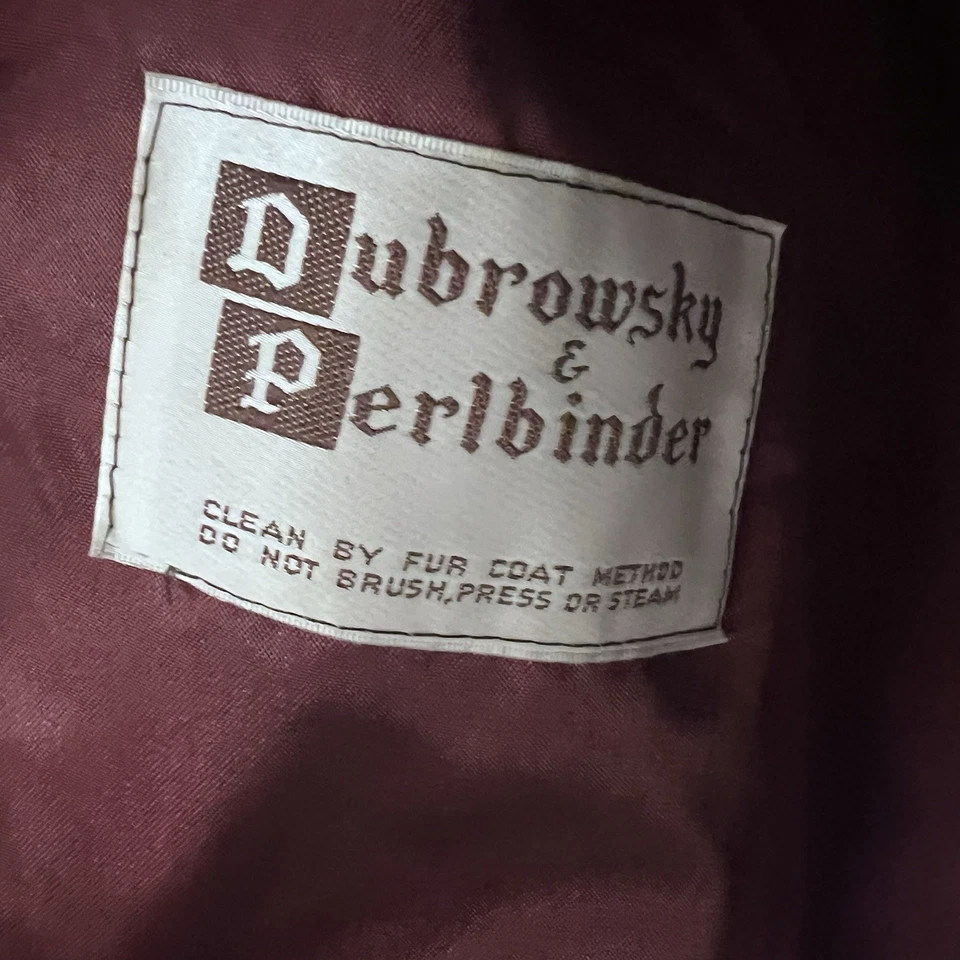 Dubrowsky
&
Perlbinder
CLEAN BY FUR COAT METHOD
DO NOT BRUSH, PRESS OR STEAM